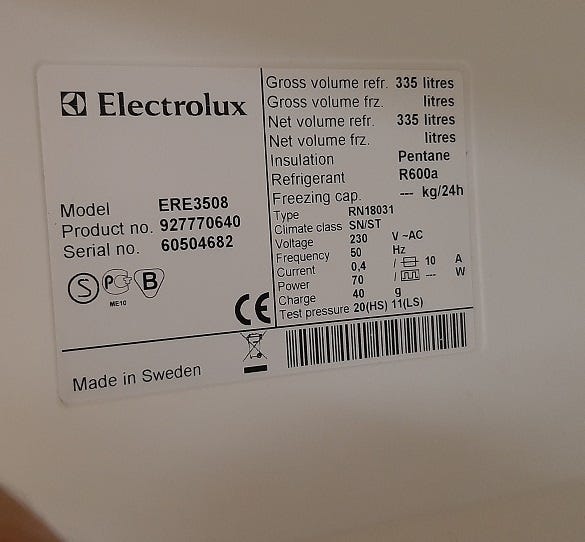 Electrolux
Model ERE3508
Product no. 927770640
Serial no. 60504682
S PG B
ME10
CE
Made in Sweden
Gross volume refr. 335 litres
Gross volume frz. litres
Net volume refr. 335 litres
Net volume frz. litres
Insulation Pentane
Refrigerant R600a
Freezing cap. --- kg/24h
Type RN18031
Climate class SN/ST
Voltage 230 V ~AC
Frequency 50 Hz
Current 0,4 / 10 A
Power 70 / --- W
Charge 40 g
Test pressure 20(HS) 11(LS)